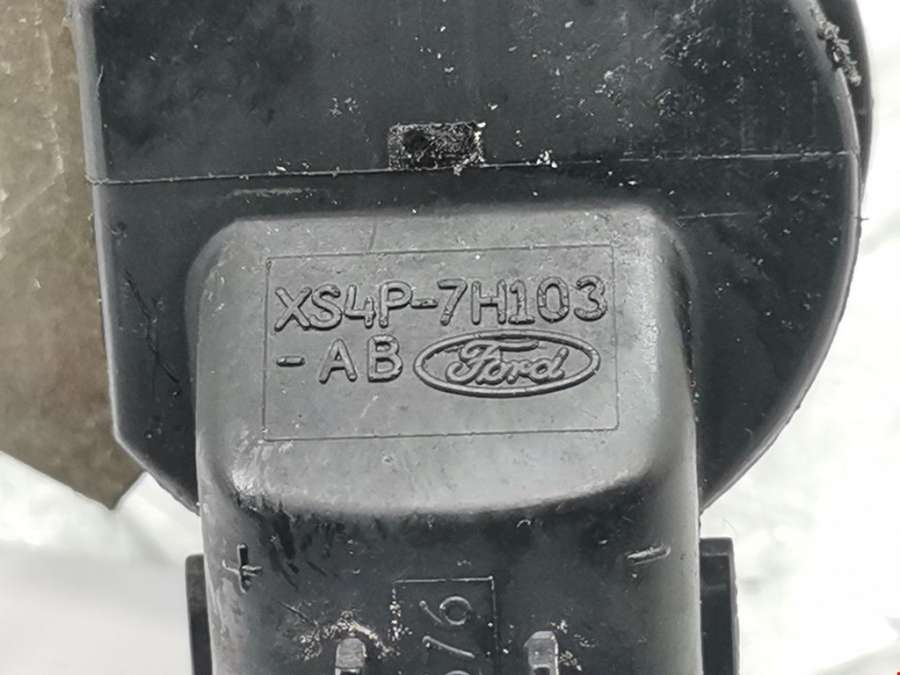 XS4P-7H103
-AB Ford
+ -